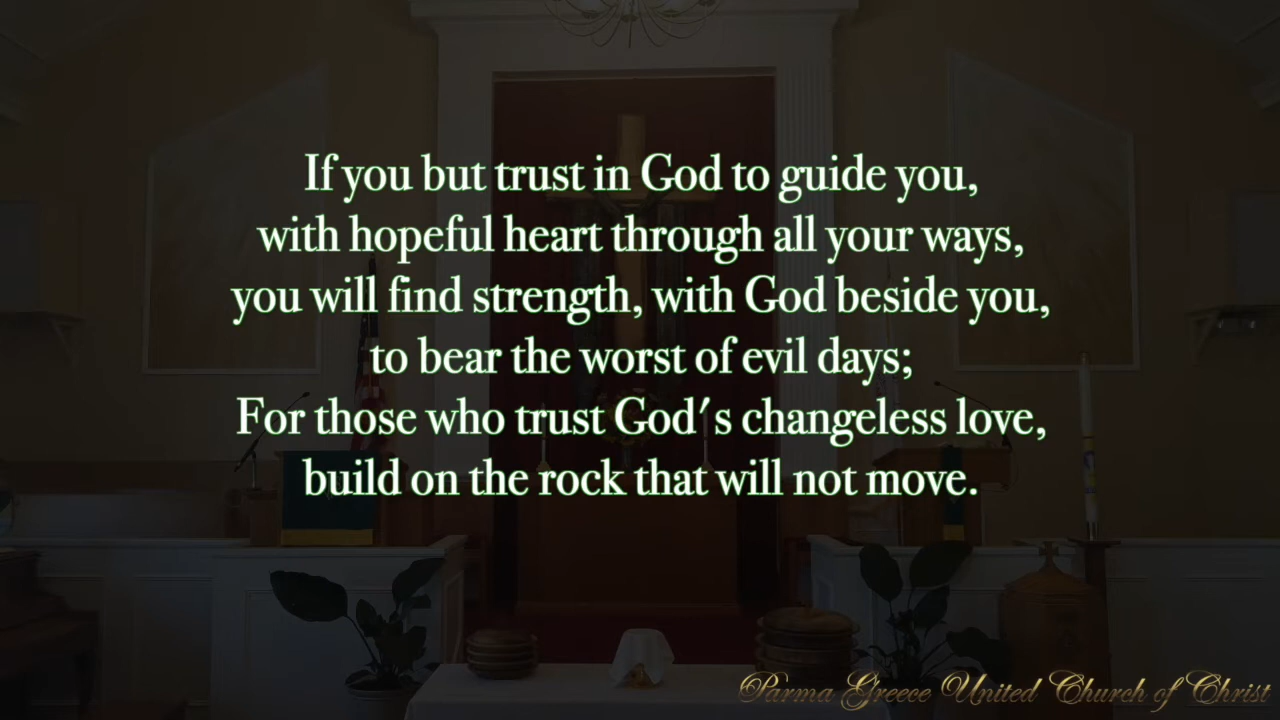 If you but trust in God to guide you,
with hopeful heart through all your ways,
you will find strength, with God beside you,
to bear the worst of evil days;
For those who trust God's changeless love,
build on the rock that will not move.
Parma Greece United Church of Christ